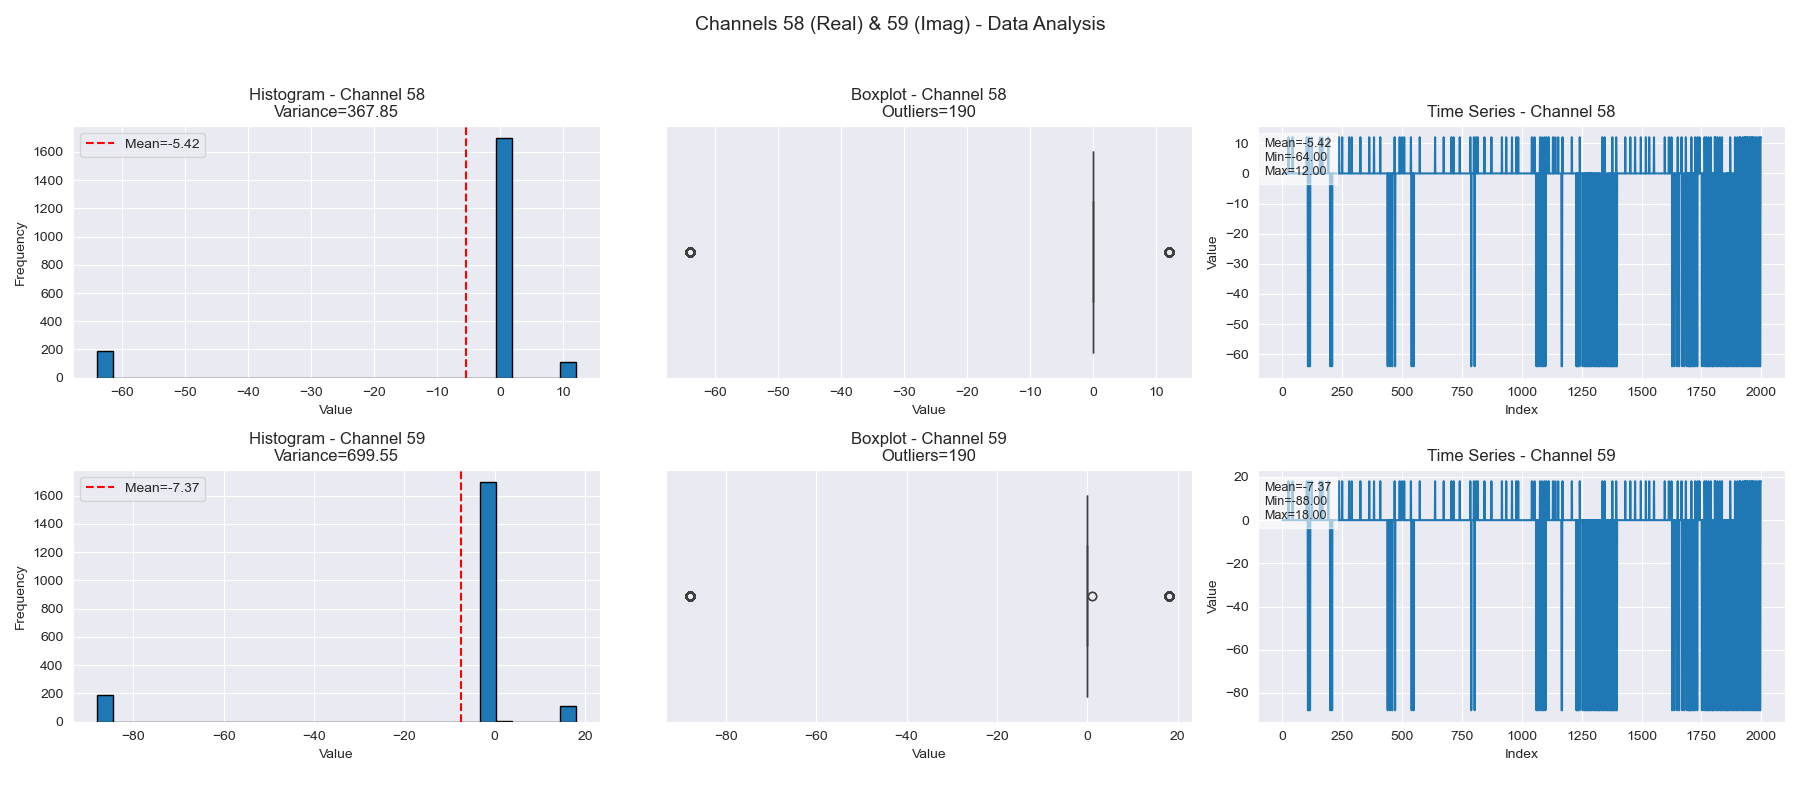 Channels 58 (Real) & 59 (Imag) - Data Analysis
Histogram - Channel 58
Variance=367.85
Mean=-5.42
Frequency
1600
1400
1200
1000
800
600
400
200
0
−60
−50
−40
−30
−20
−10
0
10
Value
Boxplot - Channel 58
Outliers=190
−60
−50
−40
−30
−20
−10
0
10
Value
Time Series - Channel 58
Mean=-5.42
Min=-64.00
Max=12.00
Value
10
0
−10
−20
−30
−40
−50
−60
0
250
500
750
1000
1250
1500
1750
2000
Index
Histogram - Channel 59
Variance=699.55
Mean=-7.37
Frequency
1600
1400
1200
1000
800
600
400
200
0
−80
−60
−40
−20
0
20
Value
Boxplot - Channel 59
Outliers=190
−80
−60
−40
−20
0
20
Value
Time Series - Channel 59
Mean=-7.37
Min=-88.00
Max=18.00
Value
20
0
−20
−40
−60
−80
0
250
500
750
1000
1250
1500
1750
2000
Index